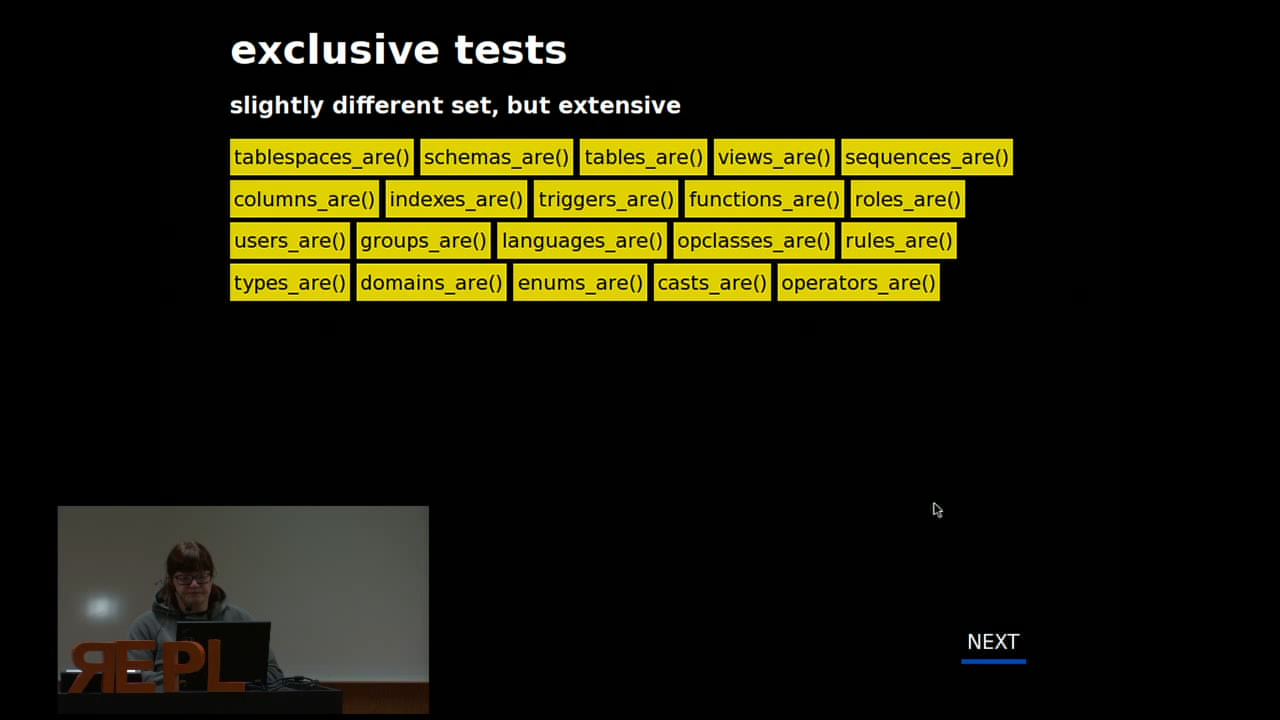 exclusive tests
slightly different set, but extensive
tablespaces_are() schemas_are() tables_are() views_are() sequences_are()
columns_are() indexes_are() triggers_are() functions_are() roles_are()
users_are() groups_are() languages_are() opclasses_are() rules_are()
types_are() domains_are() enums_are() casts_are() operators_are()
NEXT
ЯEPL